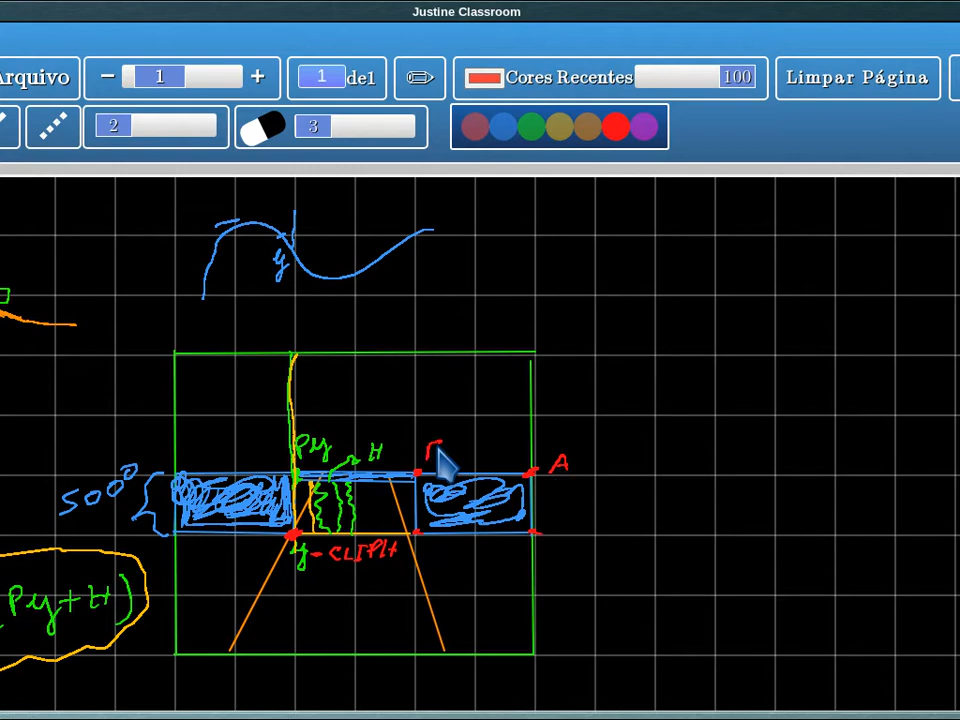 Justine Classroom
Arquivo
1
1 de1
Cores Recentes 100
Limpar Página
2
3
y
Py H
A
500
y - CLIPH
Py+H)